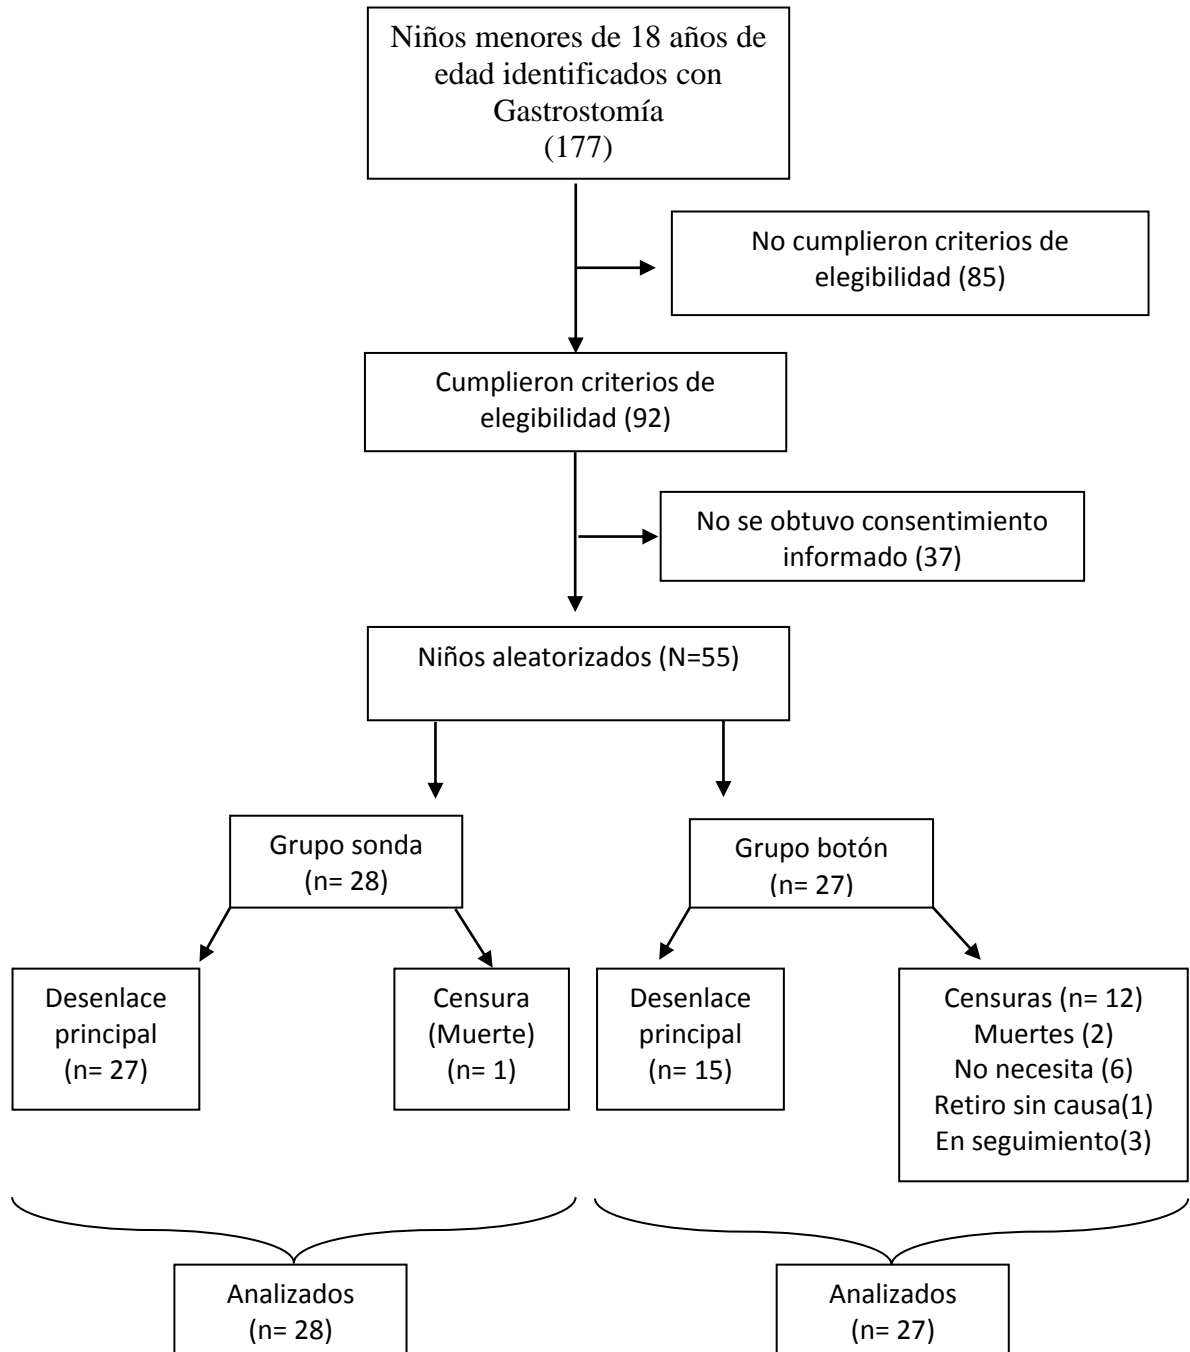 Niños menores de 18 años de
edad identificados con
Gastrostomía
(177)
No cumplieron criterios de
elegibilidad (85)
Cumplieron criterios de
elegibilidad (92)
No se obtuvo consentimiento
informado (37)
Niños aleatorizados (N=55)
Grupo sonda
(n= 28)
Grupo botón
(n= 27)
Desenlace
principal
(n= 27)
Censura
(Muerte)
(n= 1)
Desenlace
principal
(n= 15)
Censuras (n= 12)
Muertes (2)
No necesita (6)
Retiro sin causa(1)
En seguimiento(3)
Analizados
(n= 28)
Analizados
(n= 27)